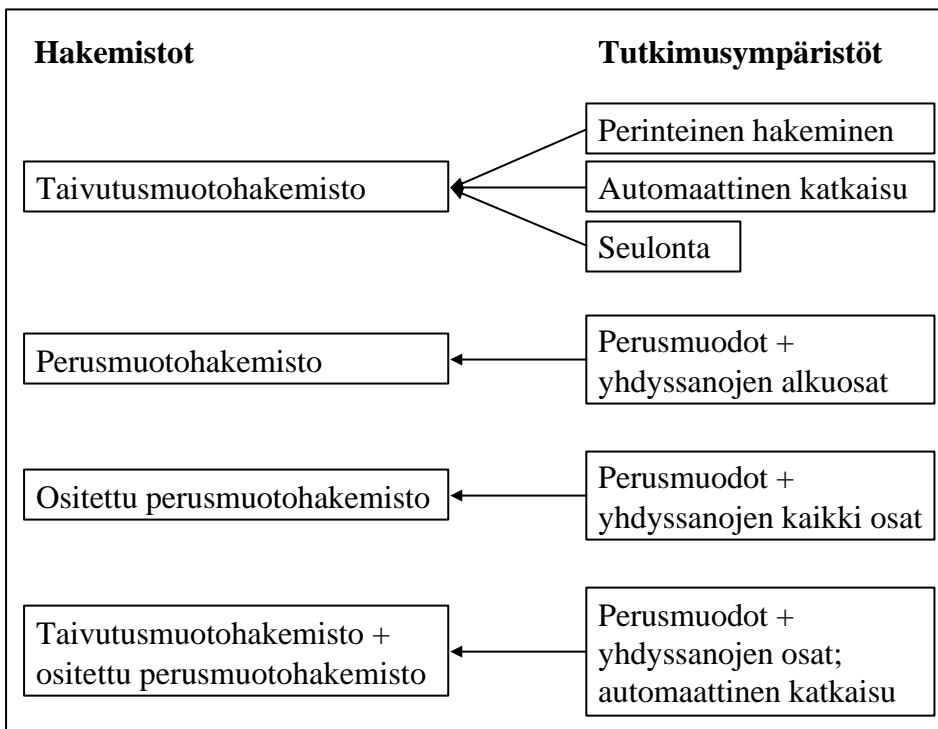 Hakemistot
Tutkimusympäristöt
Perinteinen hakeminen
Taivutusmuotohakemisto
Automaattinen katkaisu
Seulonta
Perusmuotohakemisto
Perusmuodot +
yhdyssanojen alkuosat
Ositettu perusmuotohakemisto
Perusmuodot +
yhdyssanojen kaikki osat
Taivutusmuotohakemisto +
ositettu perusmuotohakemisto
Perusmuodot +
yhdyssanojen osat;
automaattinen katkaisu